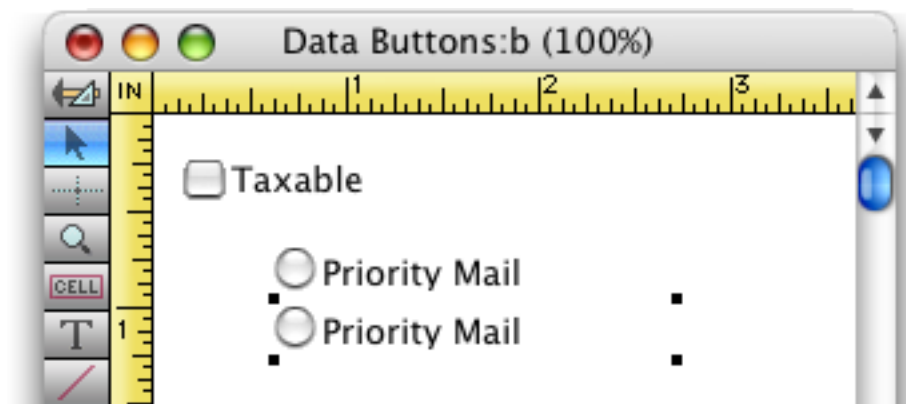 Data Buttons:b (100%)
IN 1 2 3
Taxable
Priority Mail
CELL
Priority Mail
T 1